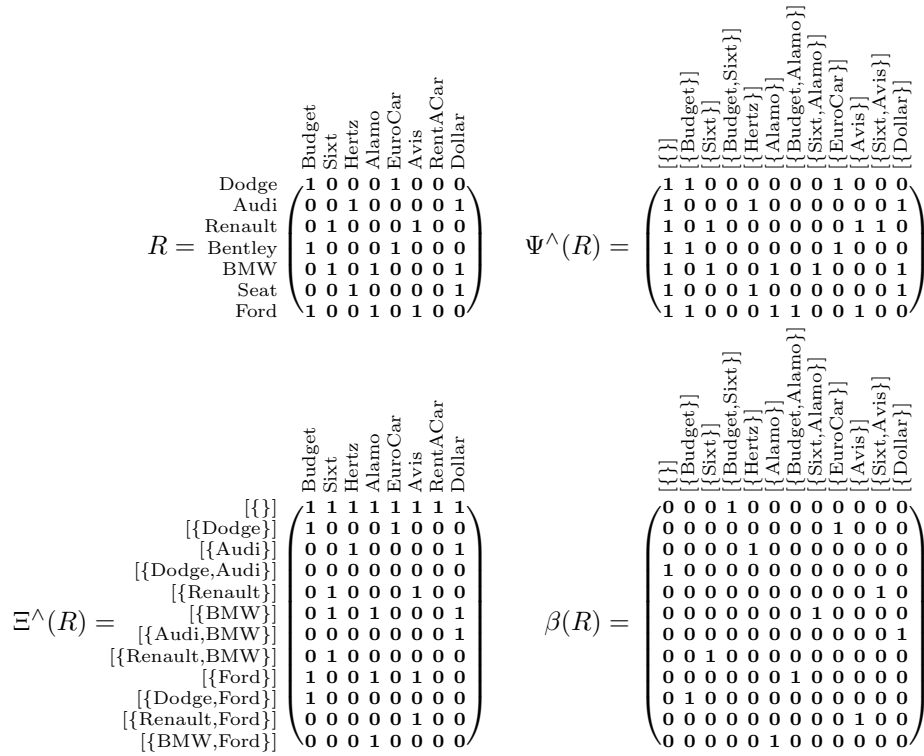 Budget Sixt Hertz Alamo EuroCar Avis RentACar Dollar
R =
Dodge 1 0 0 0 1 0 0 0
Audi 0 0 1 0 0 0 0 1
Renault 0 1 0 0 0 1 0 0
Bentley 1 0 0 0 1 0 0 0
BMW 0 1 0 1 0 0 0 1
Seat 0 0 1 0 0 0 0 1
Ford 1 0 0 1 0 1 0 0
[{}] [{Budget}] [{Sixt}] [{Budget,Sixt}] [{Hertz}] [{Alamo}] [{Budget,Alamo}] [{Sixt,Alamo}] [{EuroCar}] [{Avis}] [{Sixt,Avis}] [{Dollar}]
Ψ^∧(R) =
1 1 0 0 0 0 0 0 1 0 0 0
1 0 0 0 1 0 0 0 0 0 0 1
1 0 1 0 0 0 0 0 0 1 1 0
1 1 0 0 0 0 0 0 1 0 0 0
1 0 1 0 0 1 0 1 0 0 0 1
1 0 0 0 1 0 0 0 0 0 0 1
1 1 0 0 0 1 1 0 0 1 0 0
Budget Sixt Hertz Alamo EuroCar Avis RentACar Dollar
Ξ^∧(R) =
[{}] 1 1 1 1 1 1 1 1
[{Dodge}] 1 0 0 0 1 0 0 0
[{Audi}] 0 0 1 0 0 0 0 1
[{Dodge,Audi}] 0 0 0 0 0 0 0 0
[{Renault}] 0 1 0 0 0 1 0 0
[{BMW}] 0 1 0 1 0 0 0 1
[{Audi,BMW}] 0 0 0 0 0 0 0 1
[{Renault,BMW}] 0 1 0 0 0 0 0 0
[{Ford}] 1 0 0 1 0 1 0 0
[{Dodge,Ford}] 1 0 0 0 0 0 0 0
[{Renault,Ford}] 0 0 0 0 0 1 0 0
[{BMW,Ford}] 0 0 0 1 0 0 0 0
[{}] [{Budget}] [{Sixt}] [{Budget,Sixt}] [{Hertz}] [{Alamo}] [{Budget,Alamo}] [{Sixt,Alamo}] [{EuroCar}] [{Avis}] [{Sixt,Avis}] [{Dollar}]
β(R) =
0 0 0 1 0 0 0 0 0 0 0 0
0 0 0 0 0 0 0 0 1 0 0 0
0 0 0 0 1 0 0 0 0 0 0 0
1 0 0 0 0 0 0 0 0 0 0 0
0 0 0 0 0 0 0 0 0 0 1 0
0 0 0 0 0 0 0 1 0 0 0 0
0 0 0 0 0 0 0 0 0 0 0 1
0 0 1 0 0 0 0 0 0 0 0 0
0 0 0 0 0 0 1 0 0 0 0 0
0 1 0 0 0 0 0 0 0 0 0 0
0 0 0 0 0 0 0 0 0 1 0 0
0 0 0 0 0 1 0 0 0 0 0 0